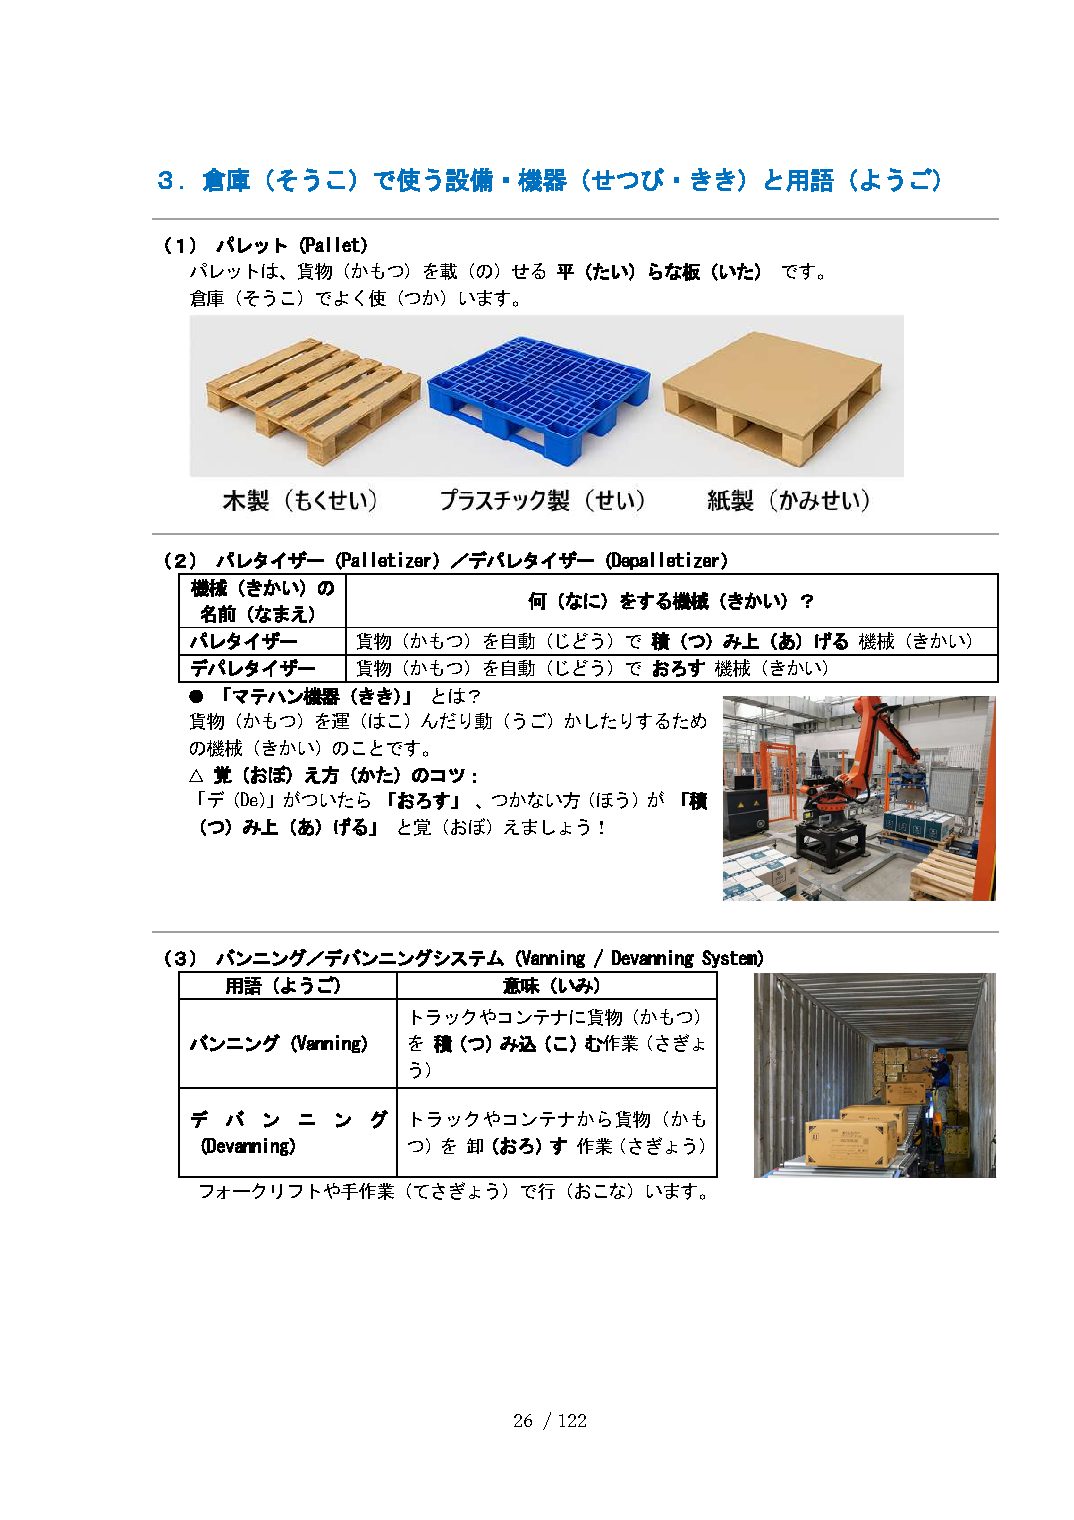 ３．倉庫（そうこ）で使う設備・機器（せつび・きき）と用語（ようご）
（１） パレット（Pallet）
パレットは、貨物（かもつ）を載（の）せる 平（たい）らな板（いた） です。
倉庫（そうこ）でよく使（つか）います。
木製（もくせい） プラスチック製（せい） 紙製（かみせい）
（２） パレタイザー（Palletizer）／デパレタイザー（Depalletizer）
機械（きかい）の
名前（なまえ）
何（なに）をする機械（きかい）？
パレタイザー 貨物（かもつ）を自動（じどう）で 積（つ）み上（あ）げる 機械（きかい）
デパレタイザー 貨物（かもつ）を自動（じどう）で おろす 機械（きかい）
● 「マテハン機器（きき）」 とは？
貨物（かもつ）を運（はこ）んだり動（うご）かしたりするため
の機械（きかい）のことです。
△ 覚（おぼ）え方（かた）のコツ：
「デ（De）」がついたら 「おろす」 、つかない方（ほう）が 「積
（つ）み上（あ）げる」 と覚（おぼ）えましょう！
（３） バンニング／デバンニングシステム（Vanning / Devanning System）
用語（ようご） 意味（いみ）
バンニング（Vanning）
トラックやコンテナに貨物（かもつ）
を 積（つ）み込（こ）む作業（さぎょ
う）
デバンニング
（Devanning）
トラックやコンテナから貨物（かも
つ）を 卸（おろ）す 作業（さぎょう）
フォークリフトや手作業（てさぎょう）で行（おこな）います。
26 / 122